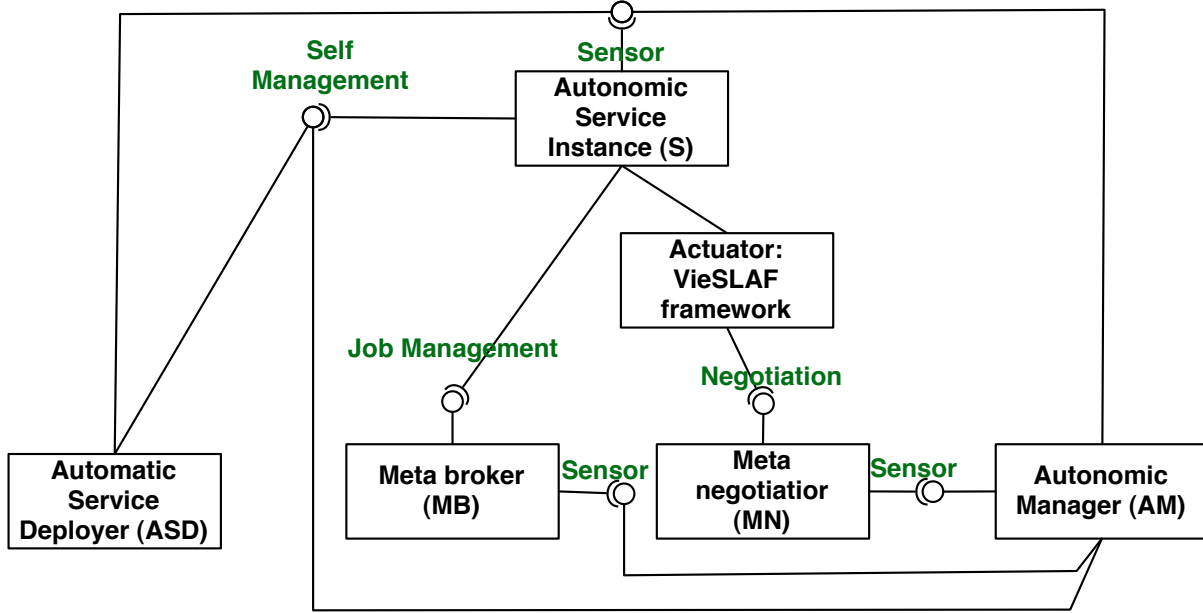 Self
Management
Sensor
Autonomic
Service
Instance (S)
Actuator:
VieSLAF
framework
Job Management
Negotiation
Automatic
Service
Deployer (ASD)
Meta broker
(MB)
Sensor
Meta
negotiatior
(MN)
Sensor
Autonomic
Manager (AM)